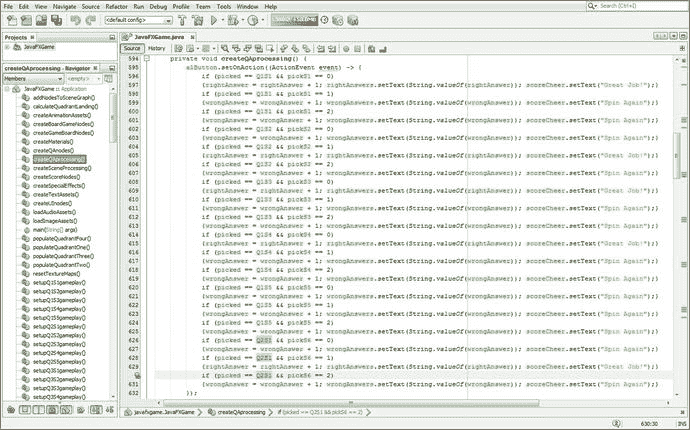 File Edit View Navigate Source Refactor Run Debug Profile Team Tools Window Help
Search (Ctrl+I)
<default config>
Projects
JavaFXGame
createQAprocessing - Navigator
Members
<empty>
JavaFXGame :: Application
addNodesToSceneGraph()
calculateQuadrantLanding()
createAnimationAssets()
createBoardGameNodes()
createGameBoardNodes()
createMaterials()
createQAnodes()
createQAprocessing()
createSceneProcessing()
createScoreNodes()
createSpecialEffects()
createTextAssets()
createUInodes()
loadAudioAssets()
loadImageAssets()
main(String[] args)
populateQuadrantFour()
populateQuadrantOne()
populateQuadrantThree()
populateQuadrantTwo()
resetTextureMaps()
setupQ1S1gameplay()
setupQ1S2gameplay()
setupQ1S3gameplay()
setupQ1S4gameplay()
setupQ1S5gameplay()
setupQ2S1gameplay()
setupQ2S2gameplay()
setupQ2S3gameplay()
setupQ2S4gameplay()
JavaFXGame.java
Source History
594 private void createQAprocessing() {
595 a1Button.setOnAction((ActionEvent event) -> {
596 if (picked == Q1S1 && pickS1 == 0)
597 {rightAnswer = rightAnswer + 1; rightAnswers.setText(String.valueOf(rightAnswer)); scoreCheer.setText("Great Job!");}
598 if (picked == Q1S1 && pickS1 == 1)
599 {wrongAnswer = wrongAnswer + 1; wrongAnswers.setText(String.valueOf(wrongAnswer)); scoreCheer.setText("Spin Again");}
600 if (picked == Q1S1 && pickS1 == 2)
601 {wrongAnswer = wrongAnswer + 1; wrongAnswers.setText(String.valueOf(wrongAnswer)); scoreCheer.setText("Spin Again");}
602 if (picked == Q1S2 && pickS2 == 0)
603 {wrongAnswer = wrongAnswer + 1; wrongAnswers.setText(String.valueOf(wrongAnswer)); scoreCheer.setText("Spin Again");}
604 if (picked == Q1S2 && pickS2 == 1)
605 {rightAnswer = rightAnswer + 1; rightAnswers.setText(String.valueOf(rightAnswer)); scoreCheer.setText("Great Job!");}
606 if (picked == Q1S2 && pickS2 == 2)
607 {wrongAnswer = wrongAnswer + 1; wrongAnswers.setText(String.valueOf(wrongAnswer)); scoreCheer.setText("Spin Again");}
608 if (picked == Q1S3 && pickS3 == 0)
609 {rightAnswer = rightAnswer + 1; rightAnswers.setText(String.valueOf(rightAnswer)); scoreCheer.setText("Great Job!");}
610 if (picked == Q1S3 && pickS3 == 1)
611 {wrongAnswer = wrongAnswer + 1; wrongAnswers.setText(String.valueOf(wrongAnswer)); scoreCheer.setText("Spin Again");}
612 if (picked == Q1S3 && pickS3 == 2)
613 {wrongAnswer = wrongAnswer + 1; wrongAnswers.setText(String.valueOf(wrongAnswer)); scoreCheer.setText("Spin Again");}
614 if (picked == Q1S4 && pickS4 == 0)
615 {rightAnswer = rightAnswer + 1; rightAnswers.setText(String.valueOf(rightAnswer)); scoreCheer.setText("Great Job!");}
616 if (picked == Q1S4 && pickS4 == 1)
617 {wrongAnswer = wrongAnswer + 1; wrongAnswers.setText(String.valueOf(wrongAnswer)); scoreCheer.setText("Spin Again");}
618 if (picked == Q1S4 && pickS4 == 2)
619 {wrongAnswer = wrongAnswer + 1; wrongAnswers.setText(String.valueOf(wrongAnswer)); scoreCheer.setText("Spin Again");}
620 if (picked == Q1S5 && pickS5 == 0)
621 {wrongAnswer = wrongAnswer + 1; wrongAnswers.setText(String.valueOf(wrongAnswer)); scoreCheer.setText("Spin Again");}
622 if (picked == Q1S5 && pickS5 == 1)
623 {wrongAnswer = wrongAnswer + 1; wrongAnswers.setText(String.valueOf(wrongAnswer)); scoreCheer.setText("Spin Again");}
624 if (picked == Q1S5 && pickS5 == 2)
625 {wrongAnswer = wrongAnswer + 1; wrongAnswers.setText(String.valueOf(wrongAnswer)); scoreCheer.setText("Spin Again");}
626 if (picked == Q2S1 && pickS6 == 0)
627 {wrongAnswer = wrongAnswer + 1; wrongAnswers.setText(String.valueOf(wrongAnswer)); scoreCheer.setText("Spin Again");}
628 if (picked == Q2S1 && pickS6 == 1)
629 {rightAnswer = rightAnswer + 1; rightAnswers.setText(String.valueOf(rightAnswer)); scoreCheer.setText("Great Job!");}
if (picked == Q2S1 && pickS6 == 2)
631 {wrongAnswer = wrongAnswer + 1; wrongAnswers.setText(String.valueOf(wrongAnswer)); scoreCheer.setText("Spin Again");}
632 });
javafxgame.JavaFXGame createQAprocessing if (picked == Q2S1 && pickS6 == 2)
630:30 INS